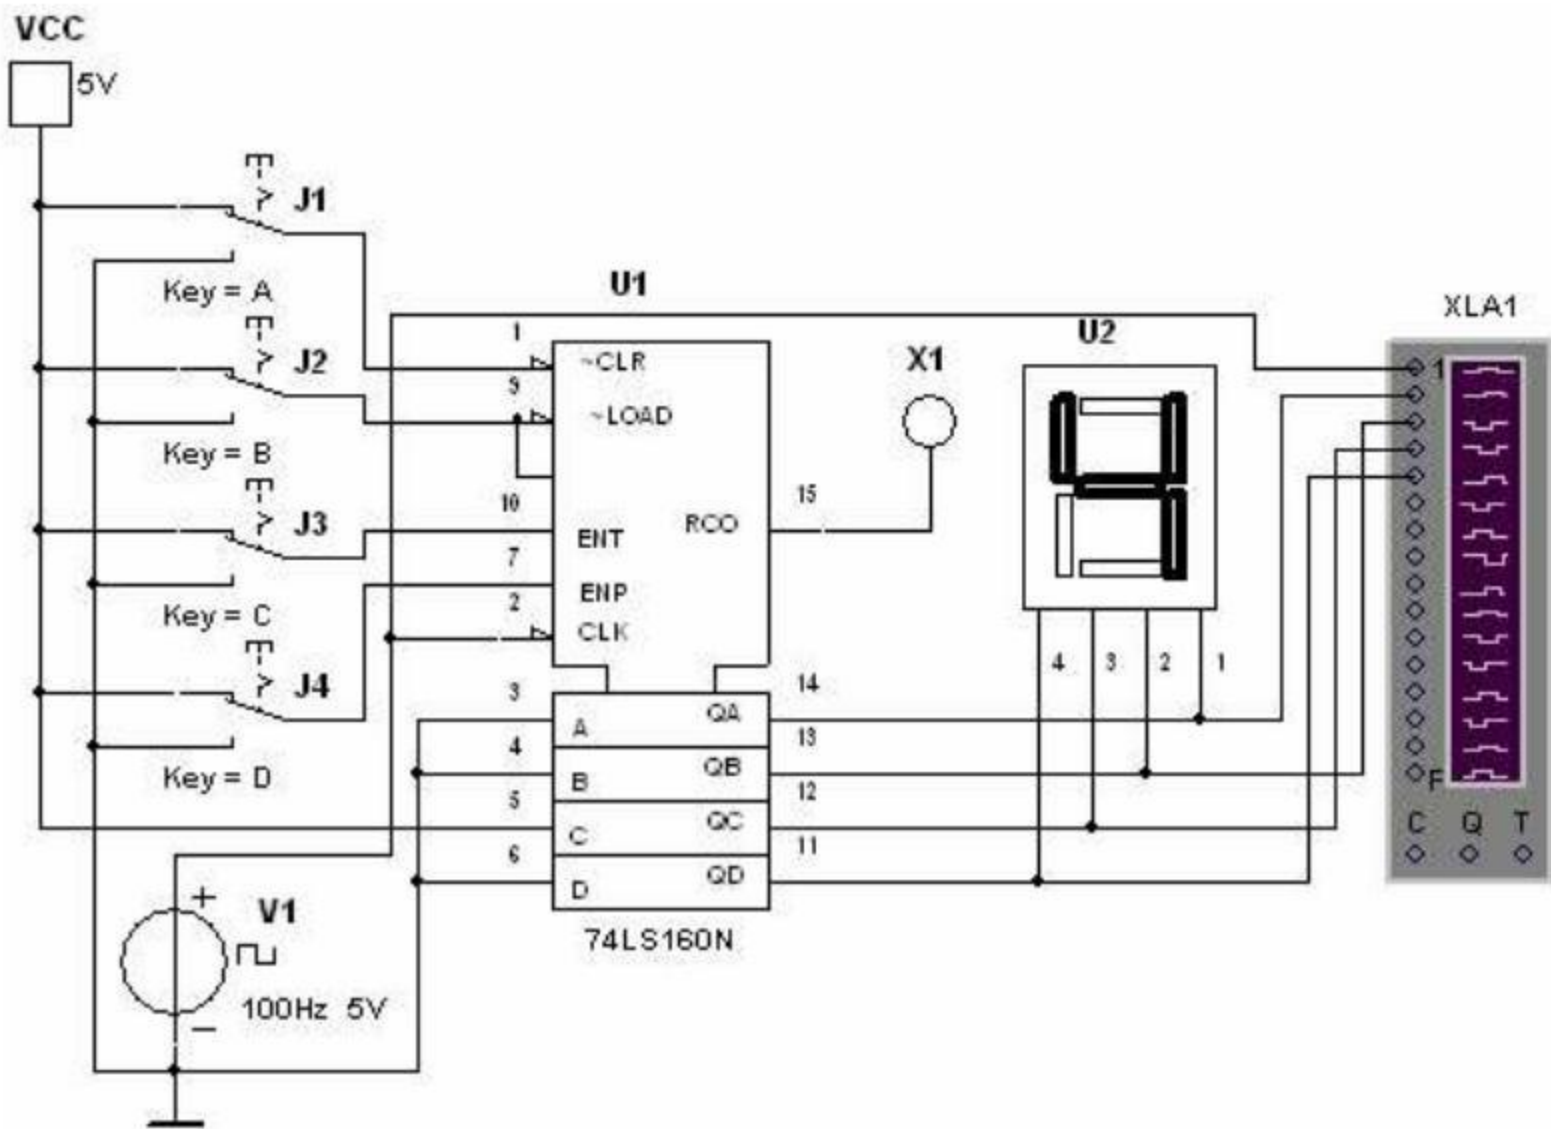 VCC
5V
J1
Key = A
J2
Key = B
J3
Key = C
J4
Key = D
V1
100Hz 5V
U1
1
~CLR
9
~LOAD
10
ENT
7
ENP
2
CLK
RCO
15
3
A
QA
14
4
B
QB
13
5
C
QC
12
6
D
QD
11
74LS160N
X1
U2
4
3
2
1
XLA1
1
F
C Q T